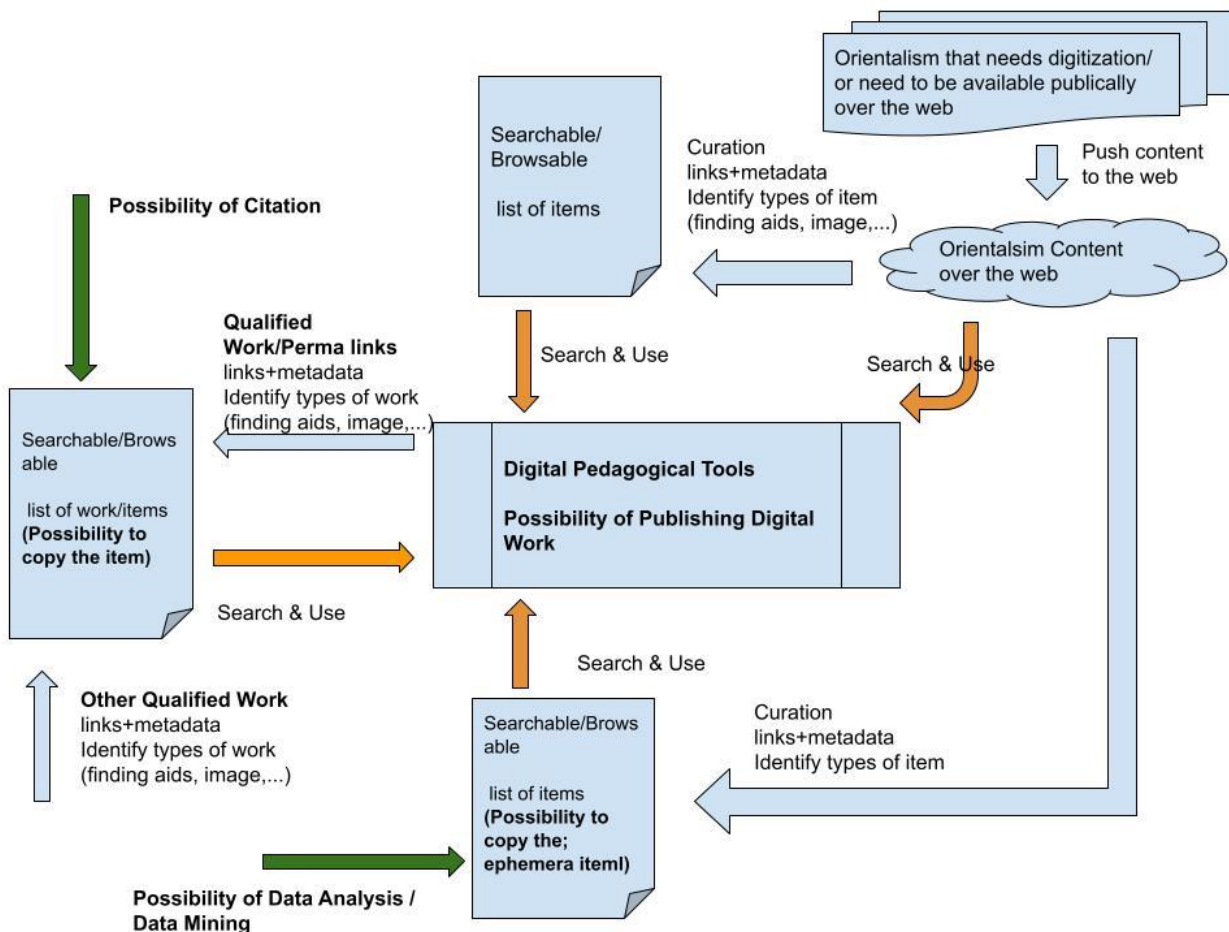 Orientalism that needs digitization/
or need to be available publically
over the web
Push content
to the web
Orientalsim Content
over the web
Curation
links+metadata
Identify types of item
(finding aids, image,...)
Searchable/
Browsable
list of items
Search & Use
Search & Use
Possibility of Citation
Qualified
Work/Perma links
links+metadata
Identify types of work
(finding aids, image,...)
Searchable/Brows
able
list of work/items
(Possibility to
copy the item)
Search & Use
Digital Pedagogical Tools
Possibility of Publishing Digital
Work
Search & Use
Other Qualified Work
links+metadata
Identify types of work
(finding aids, image,...)
Searchable/Brows
able
list of items
(Possibility to
copy the;
ephemera iteml)
Curation
links+metadata
Identify types of item
Possibility of Data Analysis /
Data Mining